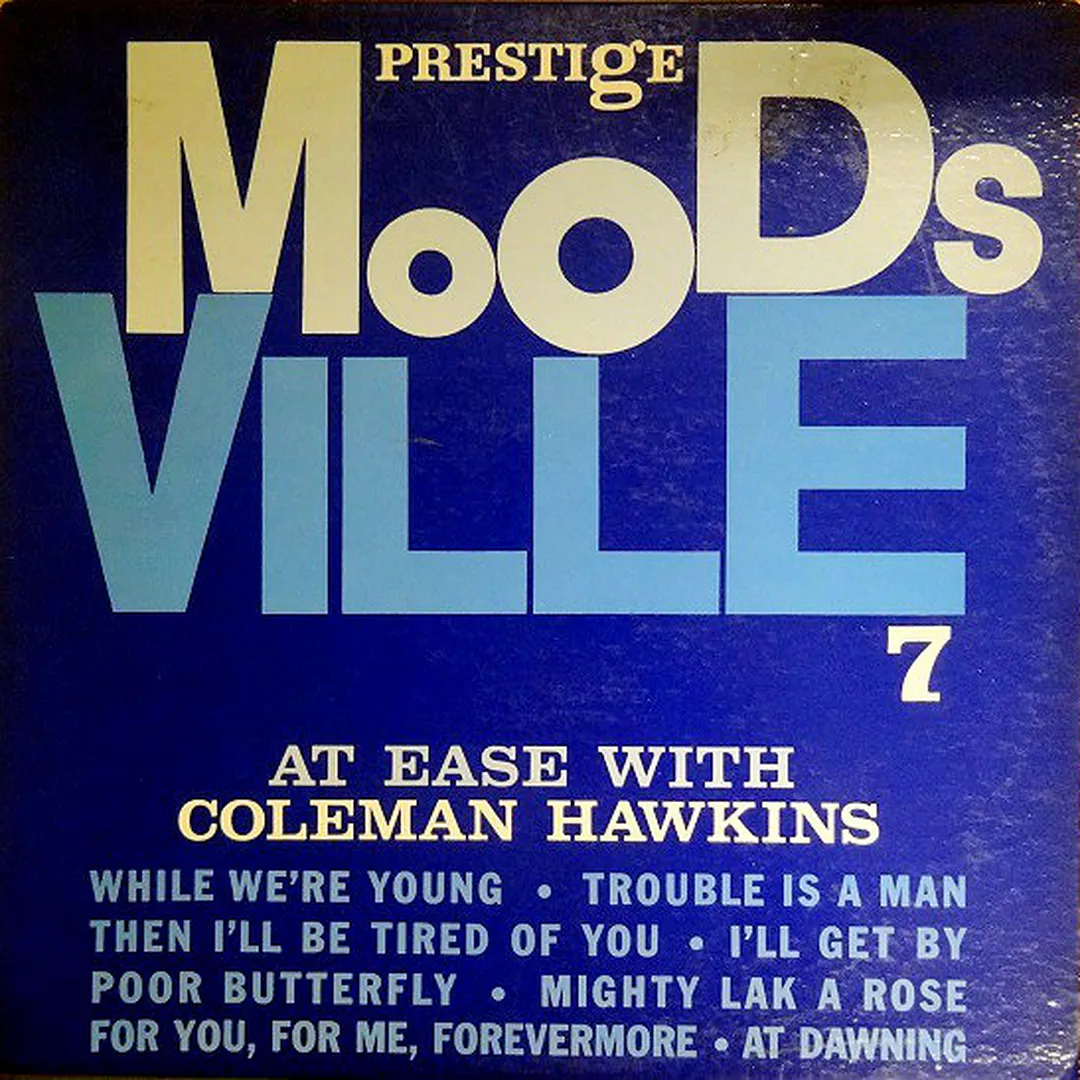 PRESTIgE
MooDs
VILLE
7
AT EASE WITH
COLEMAN HAWKINS
WHILE WE'RE YOUNG • TROUBLE IS A MAN
THEN I'LL BE TIRED OF YOU • I'LL GET BY
POOR BUTTERFLY • MIGHTY LAK A ROSE
FOR YOU, FOR ME, FOREVERMORE • AT DAWNING